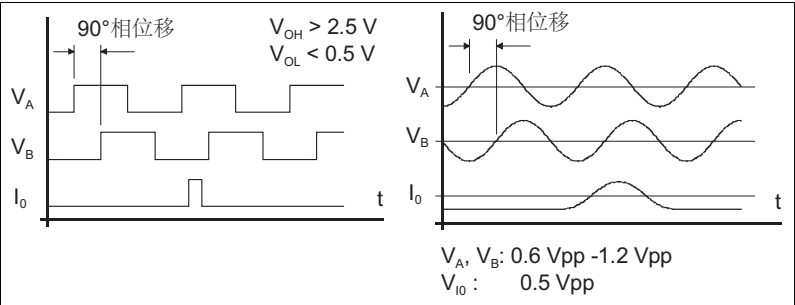 90°相位移
V_OH > 2.5 V
V_OL < 0.5 V
V_A
V_B
I_0
t
90°相位移
V_A
V_B
I_0
t
V_A, V_B: 0.6 Vpp -1.2 Vpp
V_I0 : 0.5 Vpp